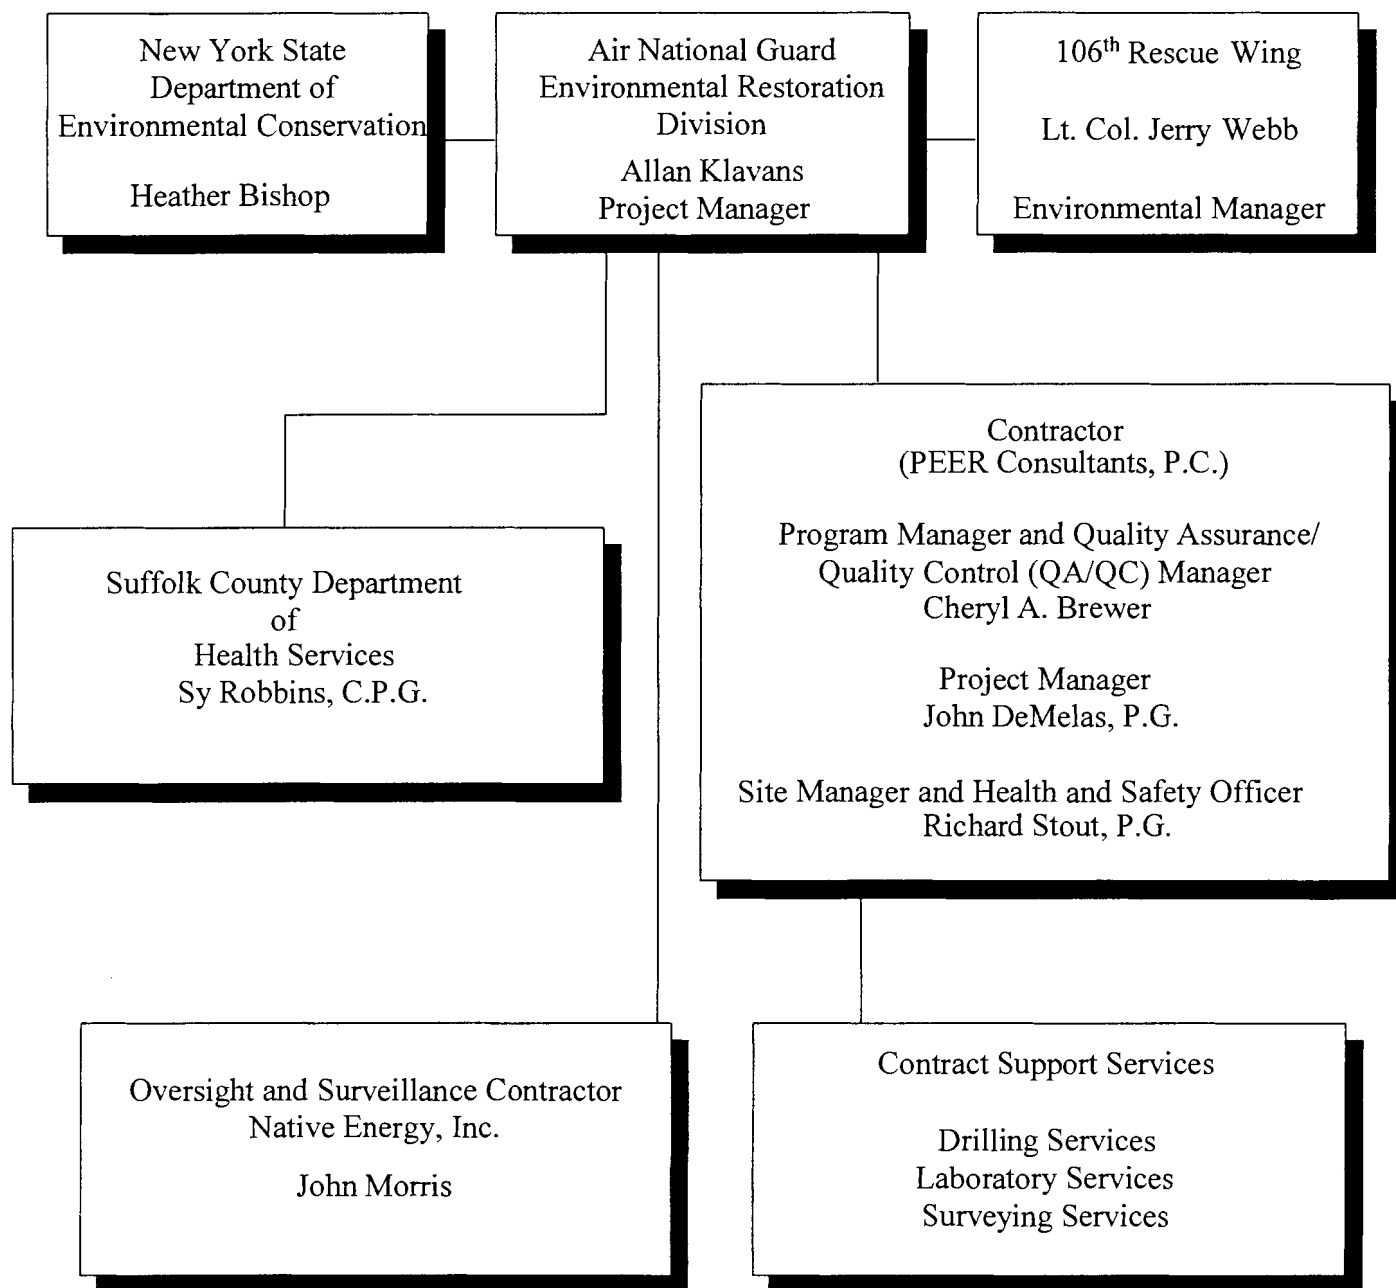 New York State
Department of
Environmental Conservation
Heather Bishop
Air National Guard
Environmental Restoration
Division
Allan Klavans
Project Manager
106th Rescue Wing
Lt. Col. Jerry Webb
Environmental Manager
Contractor
(PEER Consultants, P.C.)
Program Manager and Quality Assurance/
Quality Control (QA/QC) Manager
Cheryl A. Brewer
Project Manager
John DeMelas, P.G.
Site Manager and Health and Safety Officer
Richard Stout, P.G.
Suffolk County Department
of
Health Services
Sy Robbins, C.P.G.
Oversight and Surveillance Contractor
Native Energy, Inc.
John Morris
Contract Support Services
Drilling Services
Laboratory Services
Surveying Services